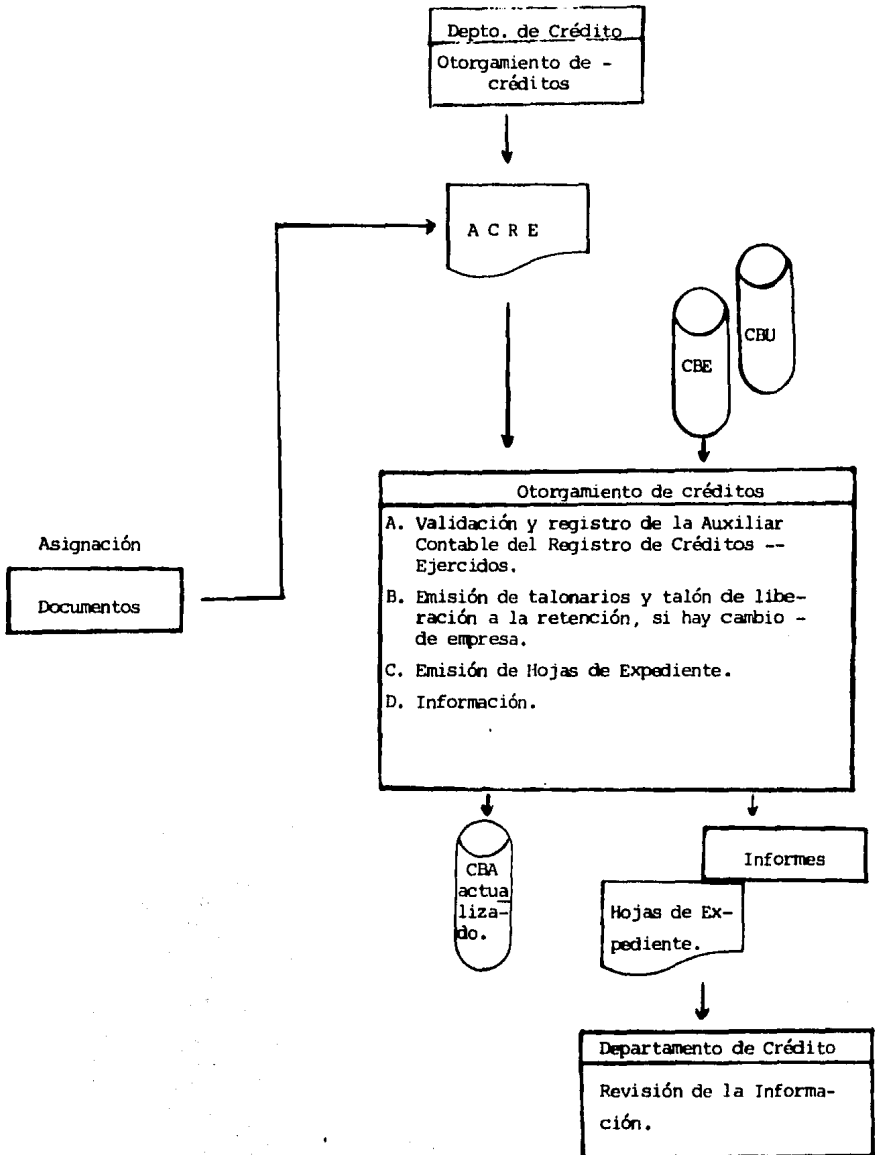 Depto. de Crédito
Otorgamiento de -
créditos
A C R E
CBE
CBU
Asignación
Documentos
Otorgamiento de créditos
A. Validación y registro de la Auxiliar
Contable del Registro de Créditos --
Ejercidos.
B. Emisión de talonarios y talón de libe-
ración a la retención, si hay cambio -
de empresa.
C. Emisión de Hojas de Expediente.
D. Información.
CBA
actua
liza-
do.
Informes
Hojas de Ex-
pediente.
Departamento de Crédito
Revisión de la Informa-
ción.